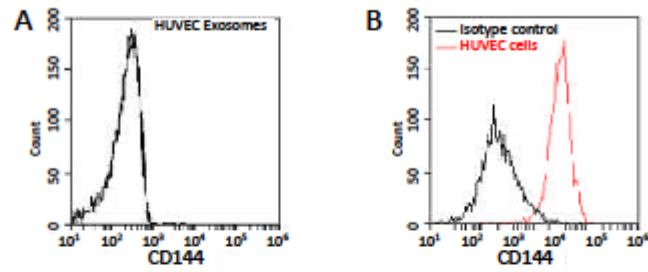 A
HUVEC Exosomes
200
150
100
50
0
Count
10¹ 10² 10³ 10⁴ 10⁵ 10⁶
CD144
B
Isotype control
HUVEC cells
200
150
100
50
0
Count
10¹ 10² 10³ 10⁴ 10⁵ 10⁶
CD144